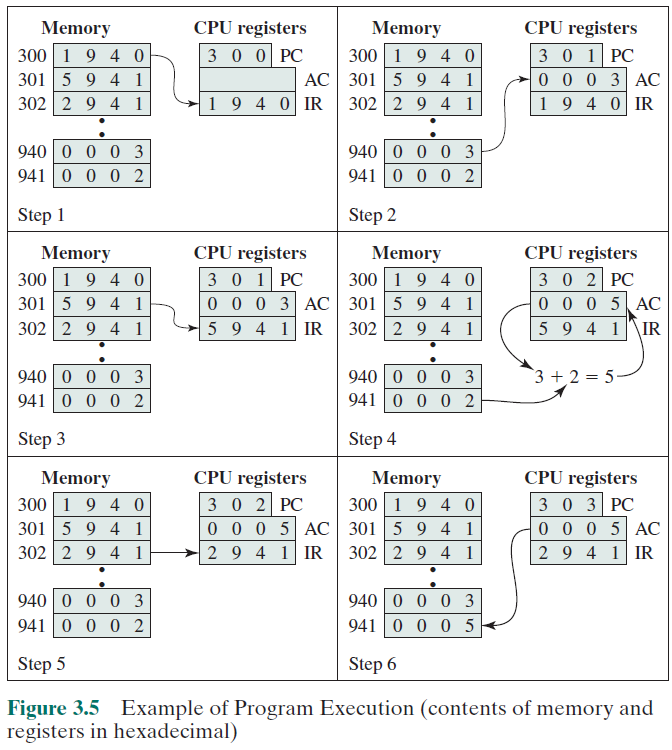 Memory CPU registers
300 1 9 4 0 3 0 0 PC
301 5 9 4 1 AC
302 2 9 4 1 1 9 4 0 IR
940 0 0 0 3
941 0 0 0 2
Step 1
Memory CPU registers
300 1 9 4 0 3 0 1 PC
301 5 9 4 1 0 0 0 3 AC
302 2 9 4 1 1 9 4 0 IR
940 0 0 0 3
941 0 0 0 2
Step 2
Memory CPU registers
300 1 9 4 0 3 0 1 PC
301 5 9 4 1 0 0 0 3 AC
302 2 9 4 1 5 9 4 1 IR
940 0 0 0 3
941 0 0 0 2
Step 3
Memory CPU registers
300 1 9 4 0 3 0 2 PC
301 5 9 4 1 0 0 0 5 AC
302 2 9 4 1 5 9 4 1 IR
940 0 0 0 3 3 + 2 = 5
941 0 0 0 2
Step 4
Memory CPU registers
300 1 9 4 0 3 0 2 PC
301 5 9 4 1 0 0 0 5 AC
302 2 9 4 1 2 9 4 1 IR
940 0 0 0 3
941 0 0 0 2
Step 5
Memory CPU registers
300 1 9 4 0 3 0 3 PC
301 5 9 4 1 0 0 0 5 AC
302 2 9 4 1 2 9 4 1 IR
940 0 0 0 3
941 0 0 0 5
Step 6
Figure 3.5 Example of Program Execution (contents of memory and
registers in hexadecimal)